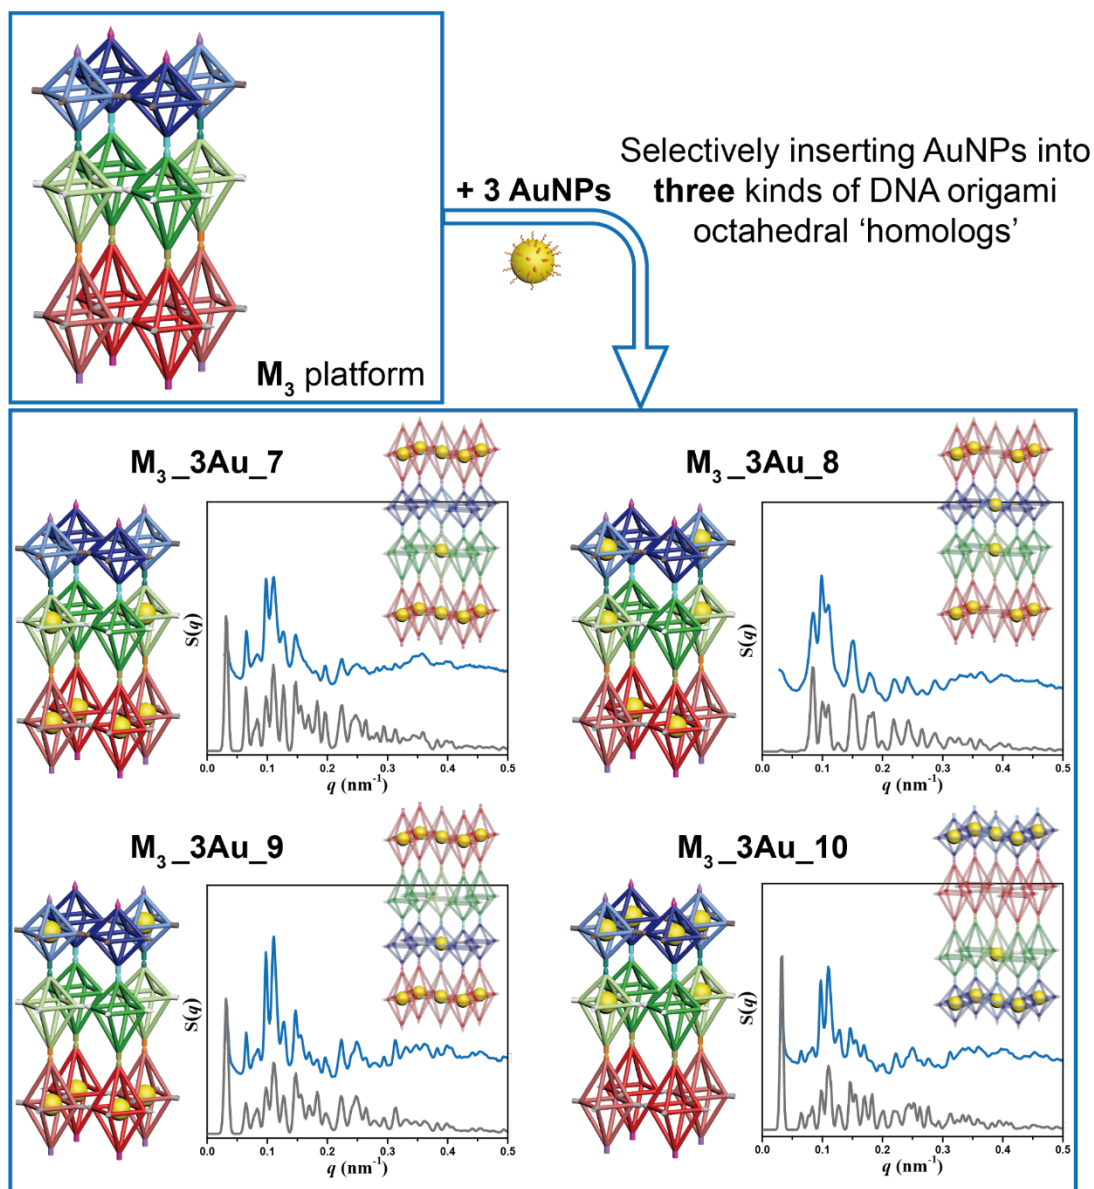 Selectively inserting AuNPs into
three kinds of DNA origami
octahedral ‘homologs’
+ 3 AuNPs
M3 platform
M3_3Au_7
S(q)
0.0 0.1 0.2 0.3 0.4 0.5
q (nm-1)
M3_3Au_8
S(q)
0.0 0.1 0.2 0.3 0.4 0.5
q (nm-1)
M3_3Au_9
S(q)
0.0 0.1 0.2 0.3 0.4 0.5
q (nm-1)
M3_3Au_10
S(q)
0.0 0.1 0.2 0.3 0.4 0.5
q (nm-1)